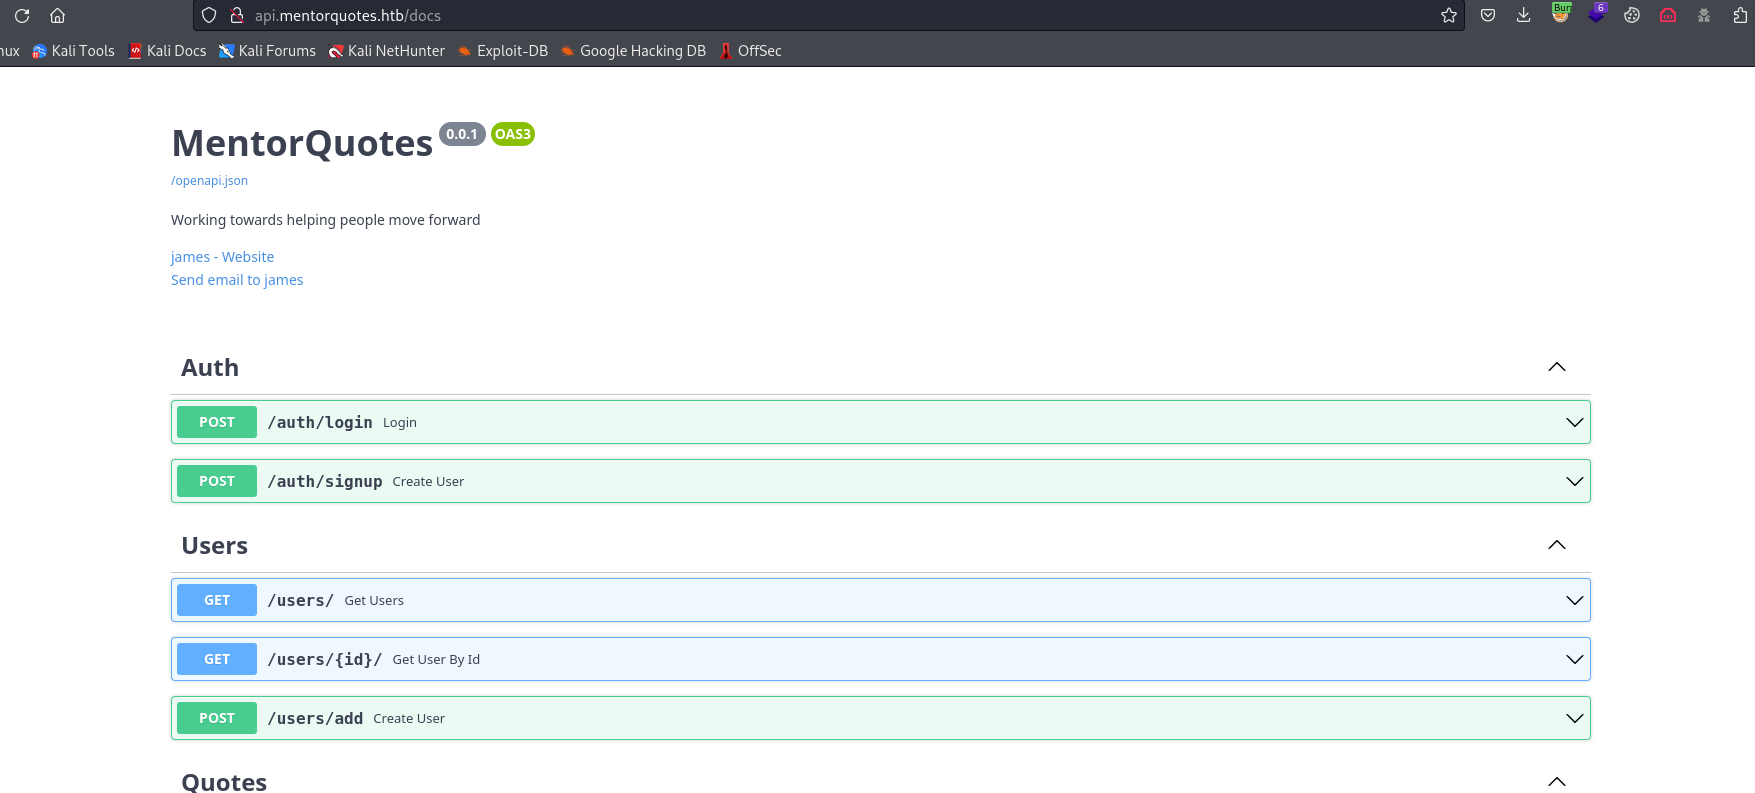 api.mentorquotes.htb/docs
Burr 6
nux Kali Tools Kali Docs Kali Forums Kali NetHunter Exploit-DB Google Hacking DB OffSec
MentorQuotes 0.0.1 OAS3
/openapi.json
Working towards helping people move forward
james - Website
Send email to james
Auth
POST /auth/login Login
POST /auth/signup Create User
Users
GET /users/ Get Users
GET /users/{id}/ Get User By Id
POST /users/add Create User
Quotes